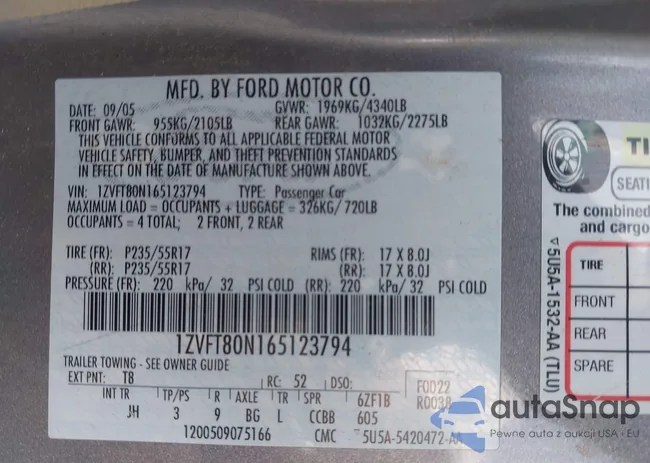 MFD. BY FORD MOTOR CO.
DATE: 09/05 GVWR: 1969KG/4340LB
FRONT GAWR: 955KG/2105LB REAR GAWR: 1032KG/2275LB
THIS VEHICLE CONFORMS TO ALL APPLICABLE FEDERAL MOTOR
VEHICLE SAFETY, BUMPER, AND THEFT PREVENTION STANDARDS
IN EFFECT ON THE DATE OF MANUFACTURE SHOWN ABOVE.
VIN: 1ZVFT80N165123794 TYPE: Passenger Car
MAXIMUM LOAD = OCCUPANTS + LUGGAGE = 326KG/720LB
OCCUPANTS = 4 TOTAL; 2 FRONT, 2 REAR
TIRE (FR): P235/55R17 RIMS (FR): 17 X 8.0J
(RR): P235/55R17 (RR): 17 X 8.0J
PRESSURE (FR): 220 kPa/ 32 PSI COLD (RR): 220 kPa/ 32 PSI COLD
1ZVFT80N165123794
TRAILER TOWING - SEE OWNER GUIDE
EXT PNT: T8 RC: 52 DSO: F0022
INT TR TP/PS R AXLE TR SPR 6ZF1B R0038
JH 3 9 BG L CCBB 605
1200509075166 CMC 5U5A-5420472-AA
TI
SEATI
The combined
and cargo
TIRE
FRONT
REAR
SPARE
5U5A-1532-AA (TLU)
autoSnap
Pewne auto z aukcji USA i EU